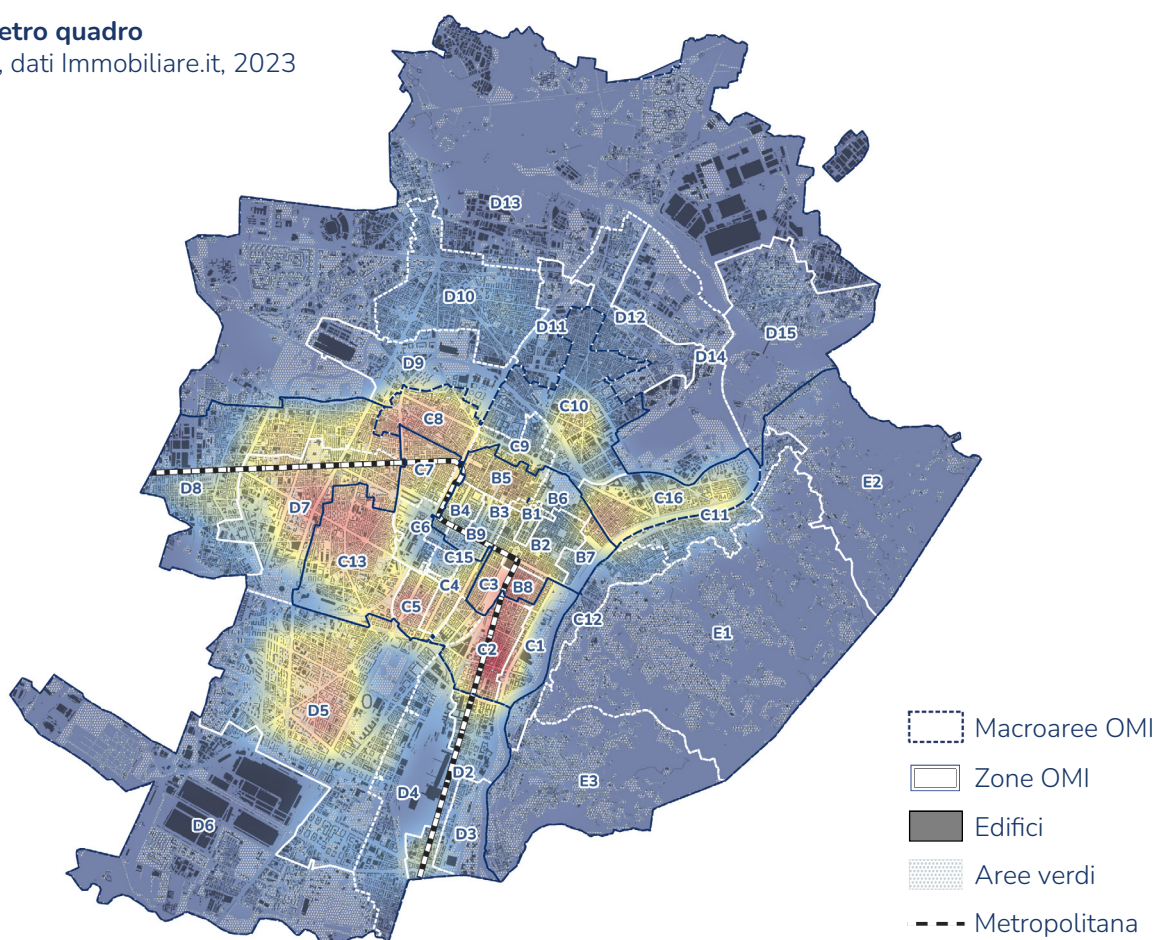 etro quadro
, dati Immobiliare.it, 2023
D13
D10
D11
D12
D15
D14
D9
C10
C8
C9
E2
C7
B5
D8
C16
B6
D7
B4
B3
B1
C11
C6
B9
B2
C15
B7
C13
C4
C3
B8
C5
C12
E1
C2
C1
0
D5
D2
E3
D4
D6
D3
Macroaree OMI
Zone OMI
Edifici
Aree verdi
Metropolitana